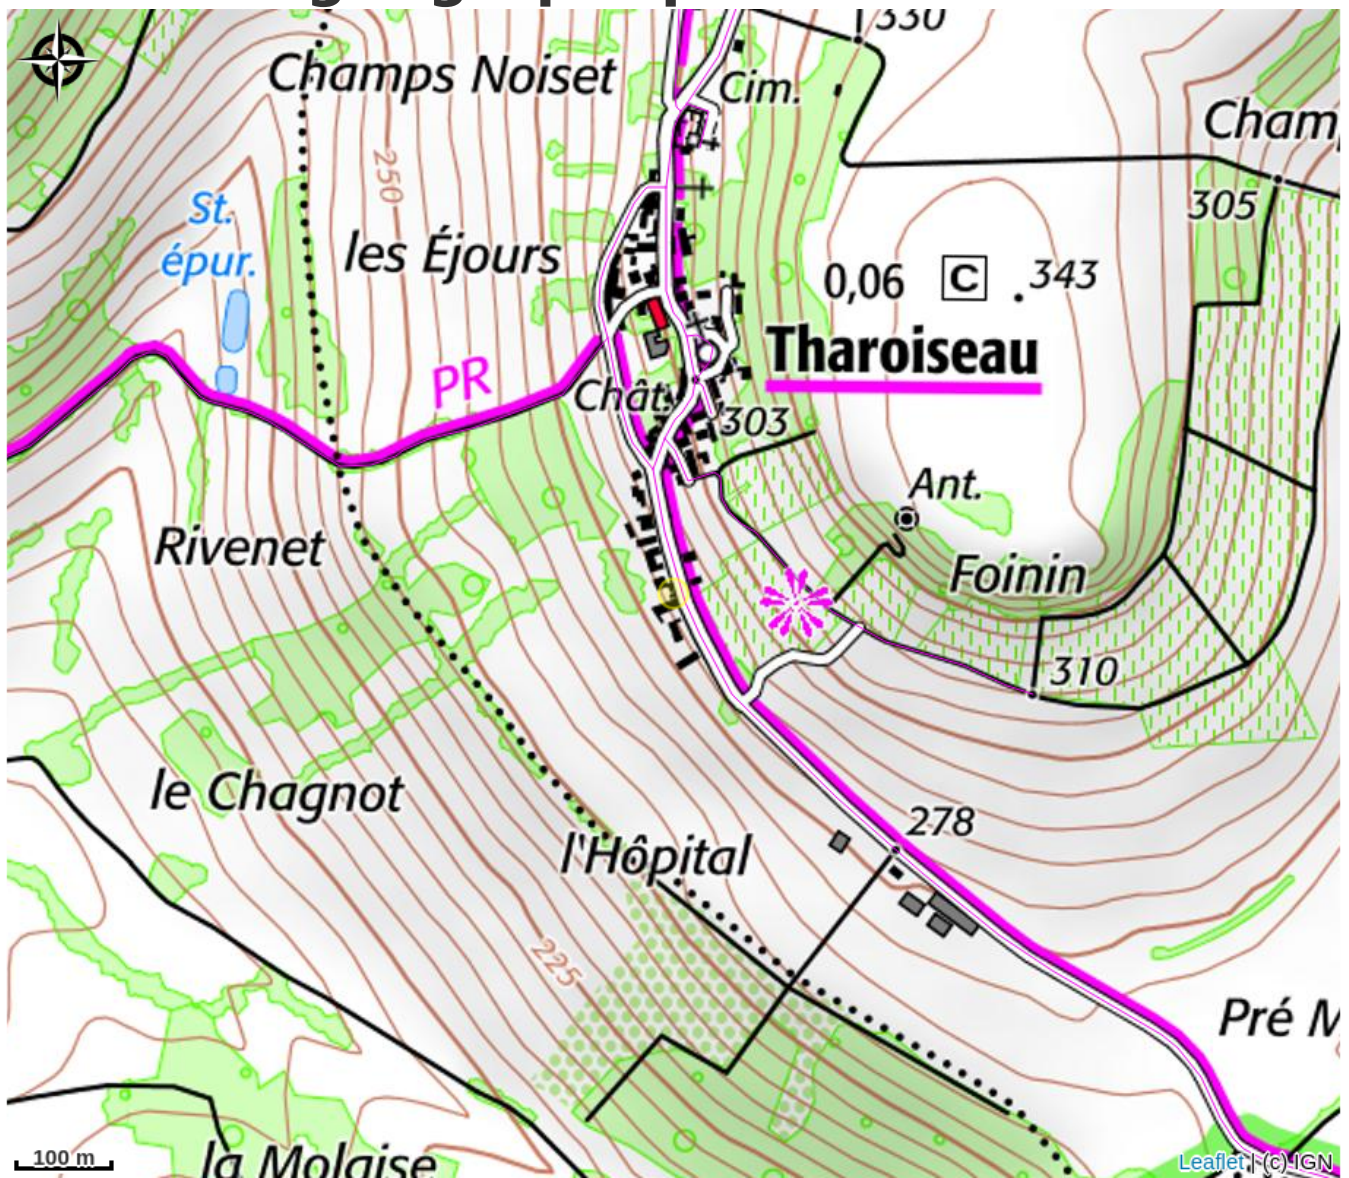 330
Champs Noiset
Cim.
Cham
250
305
St.
épur.
les Éjours
0,06 C 343
Tharoiseau
PR
Chât.
303
Ant.
Rivenet
Foinin
310
le Chagnot
278
l'Hôpital
225
Pré M
100 m
la Molaise
Leaflet | (c) IGN